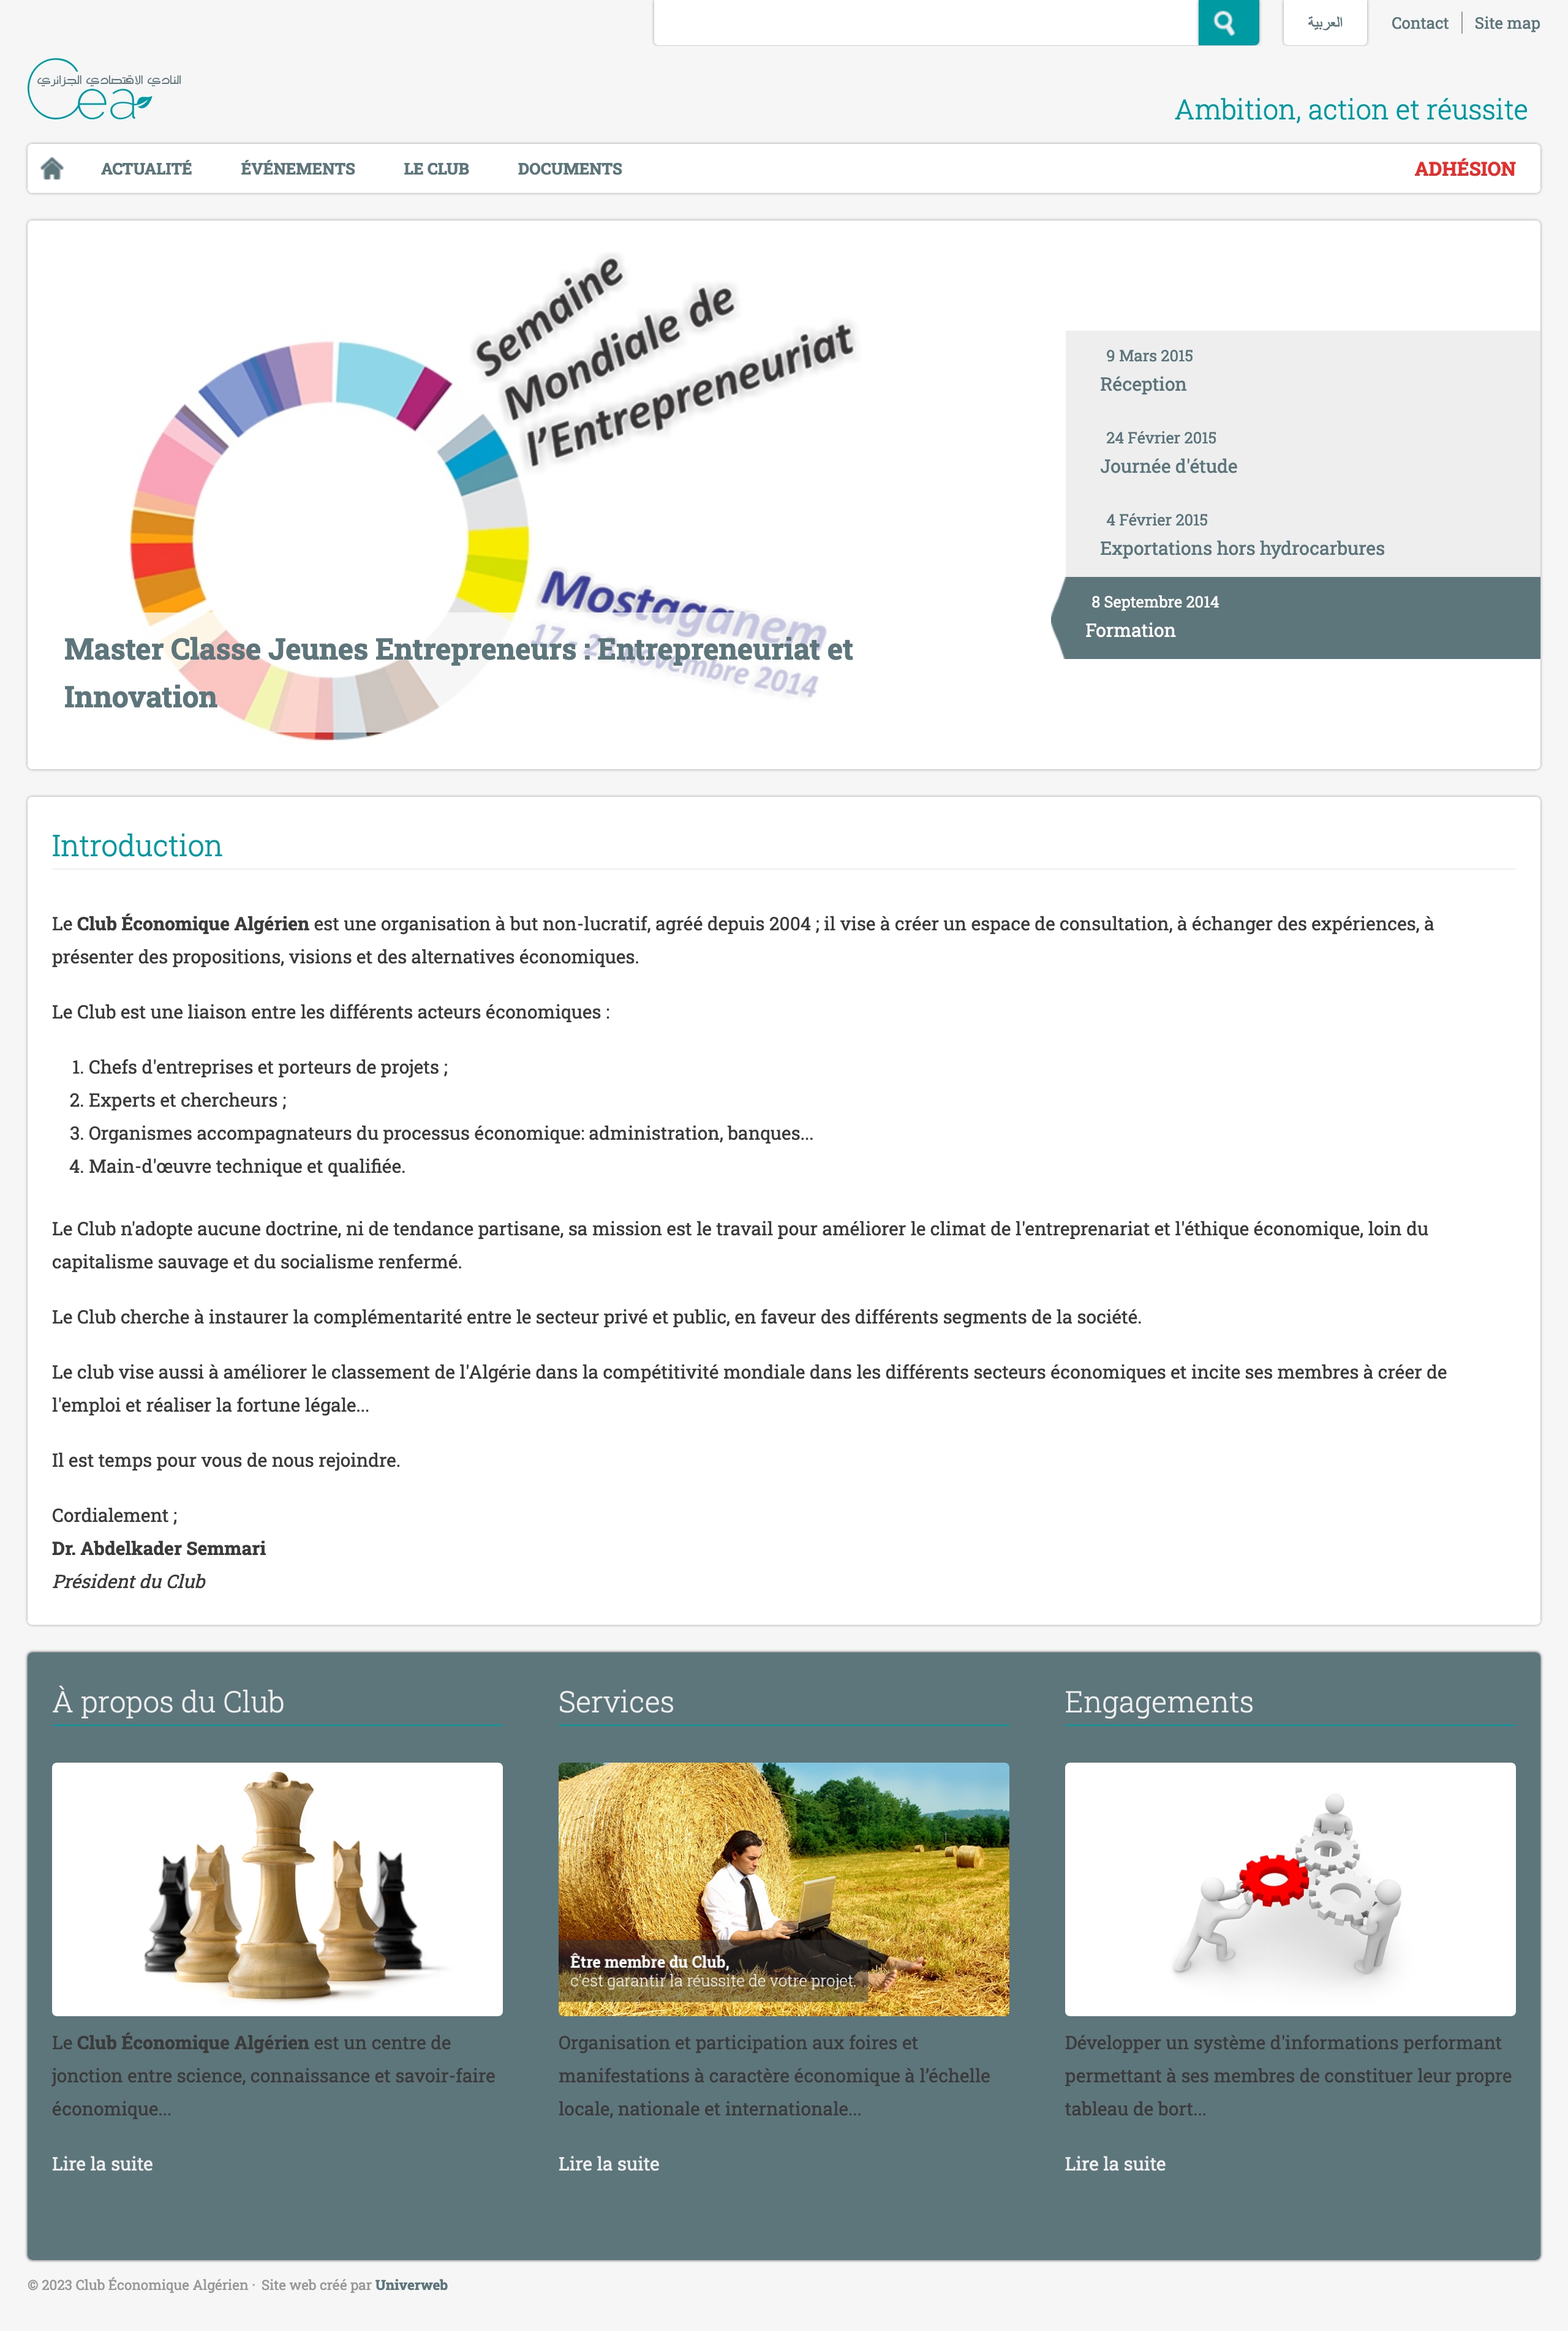 العربية
Contact
Site map
النادي الاقتصادي الجزائري
Cea
Ambition, action et réussite
ACTUALITÉ
ÉVÉNEMENTS
LE CLUB
DOCUMENTS
ADHÉSION
Semaine
Mondiale de
l'Entrepreneuriat
Mostaganem
17 - 2 novembre 2014
Master Classe Jeunes Entrepreneurs : Entrepreneuriat et
Innovation
9 Mars 2015
Réception
24 Février 2015
Journée d'étude
4 Février 2015
Exportations hors hydrocarbures
8 Septembre 2014
Formation
Introduction
Le Club Économique Algérien est une organisation à but non-lucratif, agréé depuis 2004 ; il vise à créer un espace de consultation, à échanger des expériences, à
présenter des propositions, visions et des alternatives économiques.
Le Club est une liaison entre les différents acteurs économiques :
1. Chefs d'entreprises et porteurs de projets ;
2. Experts et chercheurs ;
3. Organismes accompagnateurs du processus économique: administration, banques...
4. Main-d'œuvre technique et qualifiée.
Le Club n'adopte aucune doctrine, ni de tendance partisane, sa mission est le travail pour améliorer le climat de l'entreprenariat et l'éthique économique, loin du
capitalisme sauvage et du socialisme renfermé.
Le Club cherche à instaurer la complémentarité entre le secteur privé et public, en faveur des différents segments de la société.
Le club vise aussi à améliorer le classement de l'Algérie dans la compétitivité mondiale dans les différents secteurs économiques et incite ses membres à créer de
l'emploi et réaliser la fortune légale...
Il est temps pour vous de nous rejoindre.
Cordialement ;
Dr. Abdelkader Semmari
Président du Club
À propos du Club
Le Club Économique Algérien est un centre de
jonction entre science, connaissance et savoir-faire
économique...
Lire la suite
Services
Être membre du Club,
c'est garantir la réussite de votre projet.
Organisation et participation aux foires et
manifestations à caractère économique à l'échelle
locale, nationale et internationale...
Lire la suite
Engagements
Développer un système d'informations performant
permettant à ses membres de constituer leur propre
tableau de bort...
Lire la suite
© 2023 Club Économique Algérien · Site web créé par Univerweb